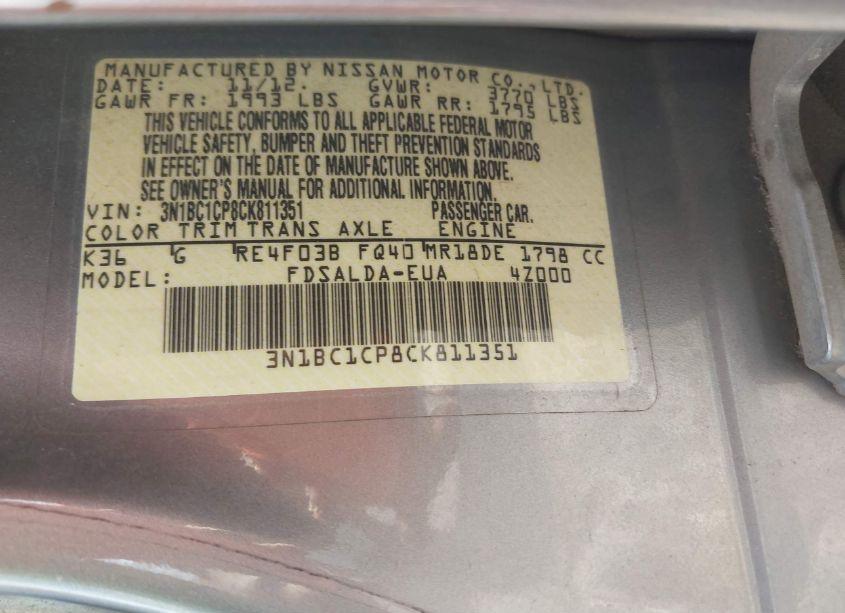 MANUFACTURED BY NISSAN MOTOR CO., LTD.
DATE: 11/12. GVWR: 3770 LBS
GAWR FR: 1993 LBS GAWR RR: 1795 LBS
THIS VEHICLE CONFORMS TO ALL APPLICABLE FEDERAL MOTOR
VEHICLE SAFETY, BUMPER AND THEFT PREVENTION STANDARDS
IN EFFECT ON THE DATE OF MANUFACTURE SHOWN ABOVE.
SEE OWNER'S MANUAL FOR ADDITIONAL INFORMATION.
VIN: 3N1BC1CP8CK811351 PASSENGER CAR.
COLOR TRIM TRANS AXLE ENGINE
K36 G RE4F03B FQ40 MR18DE 1798 CC
MODEL: FDSALDA-EUA 4Z000
3N1BC1CP8CK811351